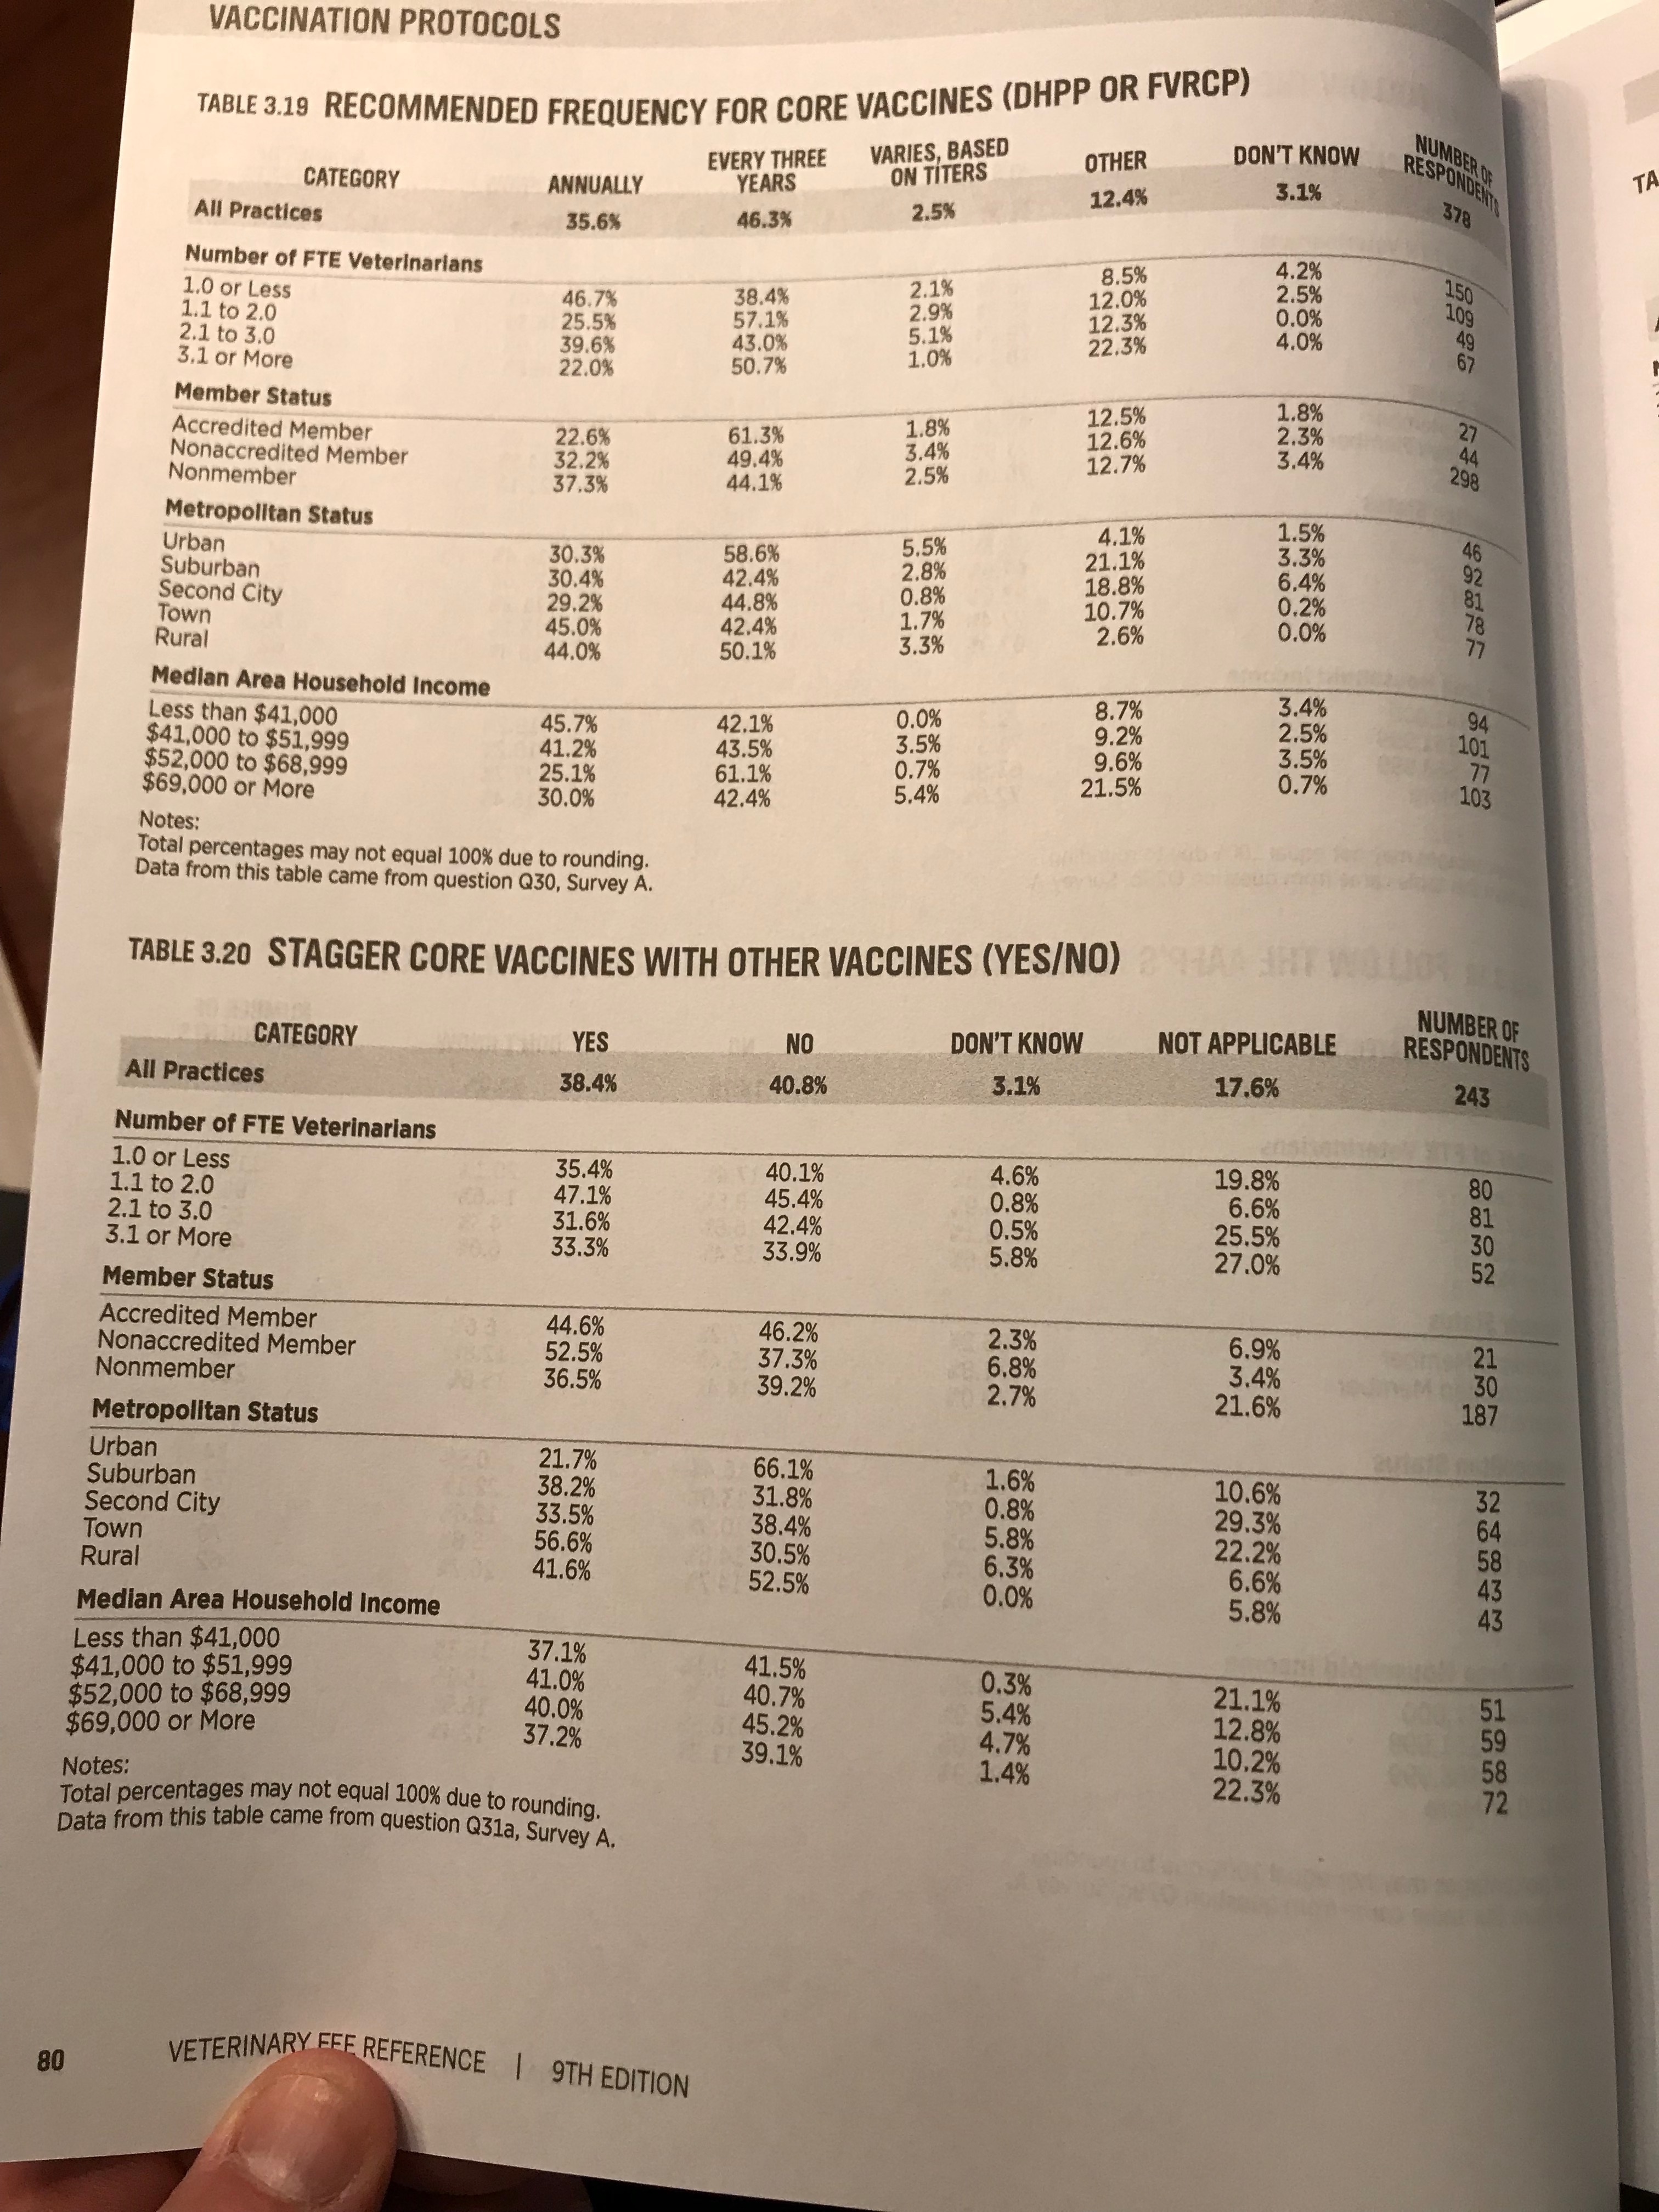 VACCINATION PROTOCOLS
TABLE 3.19 RECOMMENDED FREQUENCY FOR CORE VACCINES (DHPP OR FVRCP)
CATEGORY ANNUALLY EVERY THREE YEARS VARIES, BASED ON TITERS OTHER DON'T KNOW NUMBER OF RESPONDENTS
All Practices 35.6% 46.3% 2.5% 12.4% 3.1% 378
Number of FTE Veterinarians
1.0 or Less 46.7% 38.4% 2.1% 8.5% 4.2% 150
1.1 to 2.0 25.5% 57.1% 2.9% 12.0% 2.5% 109
2.1 to 3.0 39.6% 43.0% 5.1% 12.3% 0.0% 49
3.1 or More 22.0% 50.7% 1.0% 22.3% 4.0% 67
Member Status
Accredited Member 22.6% 61.3% 1.8% 12.5% 1.8% 27
Nonaccredited Member 32.2% 49.4% 3.4% 12.6% 2.3% 44
Nonmember 37.3% 44.1% 2.5% 12.7% 3.4% 298
Metropolitan Status
Urban 30.3% 58.6% 5.5% 4.1% 1.5% 46
Suburban 30.4% 42.4% 2.8% 21.1% 3.3% 92
Second City 29.2% 44.8% 0.8% 18.8% 6.4% 81
Town 45.0% 42.4% 1.7% 10.7% 0.2% 78
Rural 44.0% 50.1% 3.3% 2.6% 0.0% 77
Median Area Household Income
Less than $41,000 45.7% 42.1% 0.0% 8.7% 3.4% 94
$41,000 to $51,999 41.2% 43.5% 3.5% 9.2% 2.5% 101
$52,000 to $68,999 25.1% 61.1% 0.7% 9.6% 3.5% 77
$69,000 or More 30.0% 42.4% 5.4% 21.5% 0.7% 103
Notes:
Total percentages may not equal 100% due to rounding.
Data from this table came from question Q30, Survey A.
TABLE 3.20 STAGGER CORE VACCINES WITH OTHER VACCINES (YES/NO)
CATEGORY YES NO DON'T KNOW NOT APPLICABLE NUMBER OF RESPONDENTS
All Practices 38.4% 40.8% 3.1% 17.6% 243
Number of FTE Veterinarians
1.0 or Less 35.4% 40.1% 4.6% 19.8% 80
1.1 to 2.0 47.1% 45.4% 0.8% 6.6% 81
2.1 to 3.0 31.6% 42.4% 0.5% 25.5% 30
3.1 or More 33.3% 33.9% 5.8% 27.0% 52
Member Status
Accredited Member 44.6% 46.2% 2.3% 6.9% 21
Nonaccredited Member 52.5% 37.3% 6.8% 3.4% 30
Nonmember 36.5% 39.2% 2.7% 21.6% 187
Metropolitan Status
Urban 21.7% 66.1% 1.6% 10.6% 32
Suburban 38.2% 31.8% 0.8% 29.3% 64
Second City 33.5% 38.4% 5.8% 22.2% 58
Town 56.6% 30.5% 6.3% 6.6% 43
Rural 41.6% 52.5% 0.0% 5.8% 43
Median Area Household Income
Less than $41,000 37.1% 41.5% 0.3% 21.1% 51
$41,000 to $51,999 41.0% 40.7% 5.4% 12.8% 59
$52,000 to $68,999 40.0% 45.2% 4.7% 10.2% 58
$69,000 or More 37.2% 39.1% 1.4% 22.3% 72
Notes:
Total percentages may not equal 100% due to rounding.
Data from this table came from question Q31a, Survey A.
80 VETERINARY FEE REFERENCE | 9TH EDITION
TA